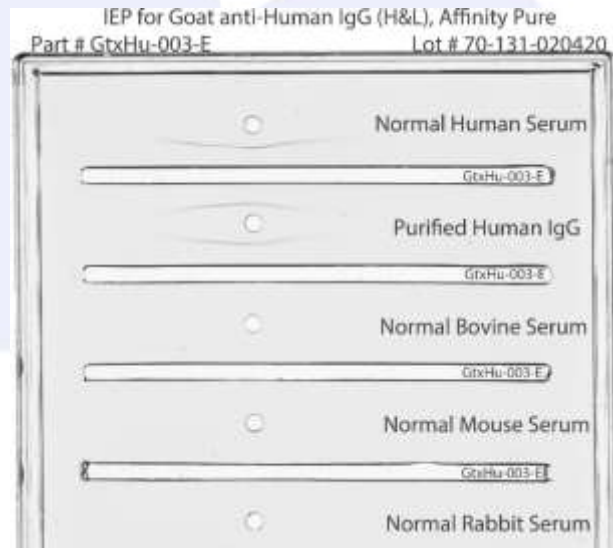 IEP for Goat anti-Human IgG (H&L), Affinity Pure
Part # GtxHu-003-E Lot # 70-131-020420
Normal Human Serum
GtxHu-003-E
Purified Human IgG
GtxHu-003-E
Normal Bovine Serum
GtxHu-003-E
Normal Mouse Serum
GtxHu-003-E
Normal Rabbit Serum